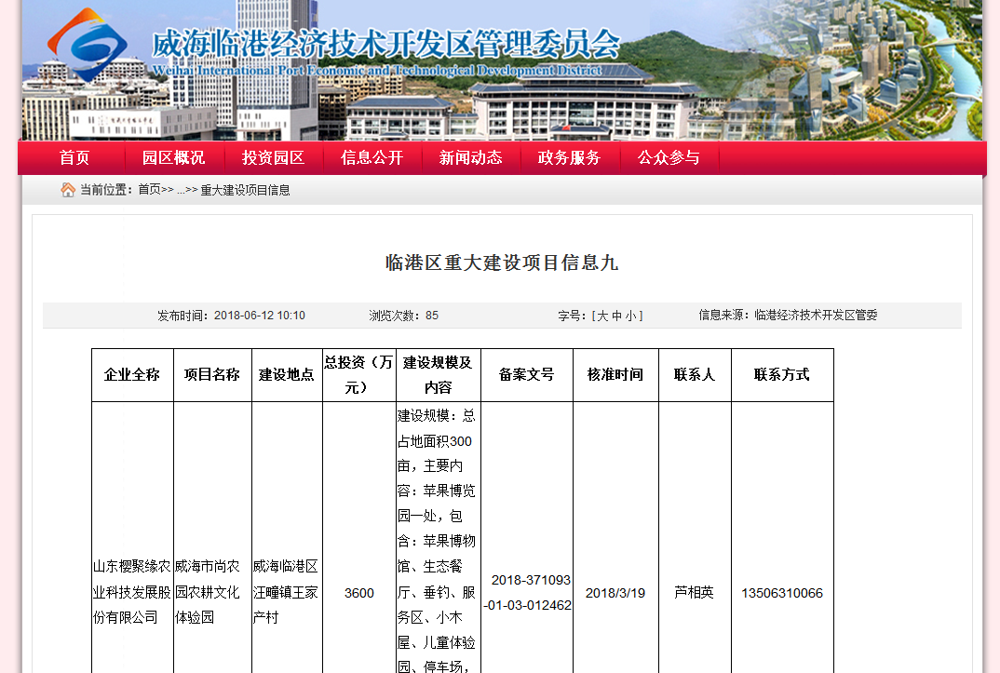 威海临港经济技术开发区管理委员会
Weihai International Port Economic and Technological Development District
首页 园区概况 投资园区 信息公开 新闻动态 政务服务 公众参与
当前位置：首页>> ...>> 重大建设项目信息
临港区重大建设项目信息九
发布时间：2018-06-12 10:10 浏览次数：85 字号：[ 大 中 小 ] 信息来源：临港经济技术开发区管委
企业全称 项目名称 建设地点 总投资（万元） 建设规模及内容 备案文号 核准时间 联系人 联系方式
山东樱聚缘农
业科技发展股
份有限公司
威海市尚农
园农耕文化
体验园
威海临港区
汪疃镇王家
产村
3600
建设规模：总
占地面积300
亩，主要内
容：苹果博览
园一处，包
含：苹果博物
馆、生态餐
厅、垂钓、服
务区、小木
屋、儿童体验
园、停车场，
2018-371093
-01-03-012462
2018/3/19
芦相英
13506310066